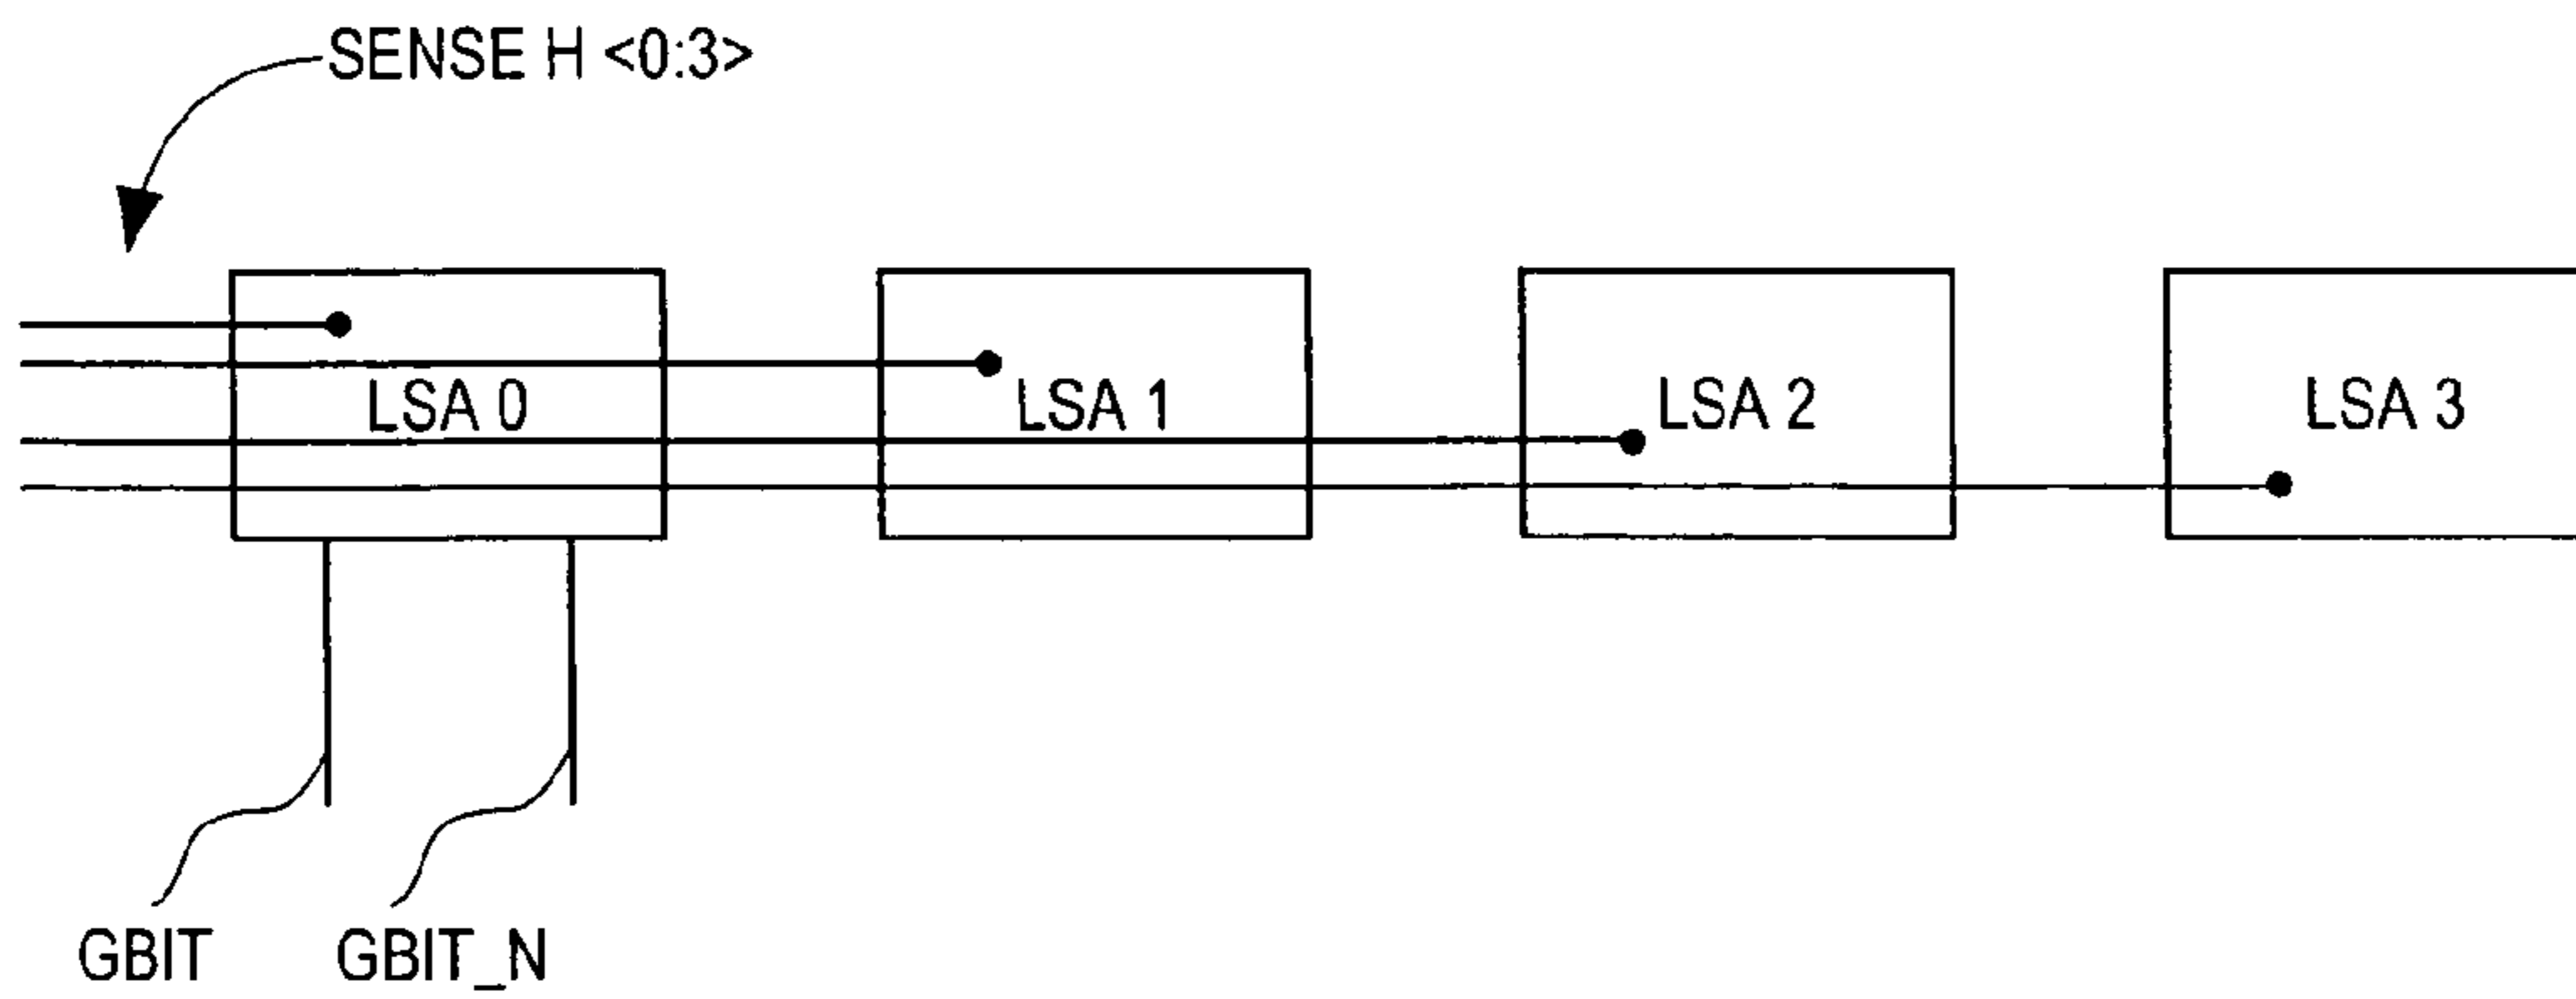 SENSE H <0:3>
LSA 0
LSA 1
LSA 2
LSA 3
GBIT
GBIT_N